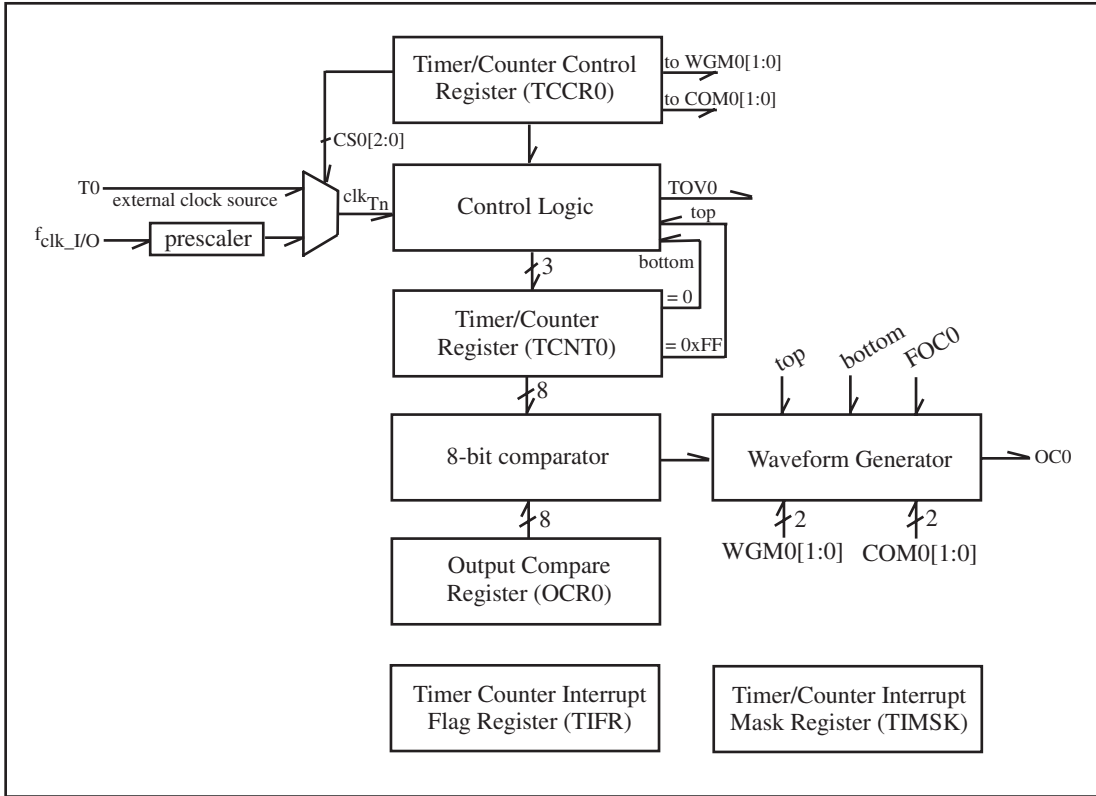 Timer/Counter Control
Register (TCCR0)
to WGM0[1:0]
to COM0[1:0]
CS0[2:0]
T0
external clock source
clkTn
fclk_I/O
prescaler
Control Logic
TOV0
top
bottom
3
= 0
Timer/Counter
Register (TCNT0)
= 0xFF
8
top
bottom
FOC0
8-bit comparator
Waveform Generator
OC0
8
2
2
WGM0[1:0]
COM0[1:0]
Output Compare
Register (OCR0)
Timer Counter Interrupt
Flag Register (TIFR)
Timer/Counter Interrupt
Mask Register (TIMSK)